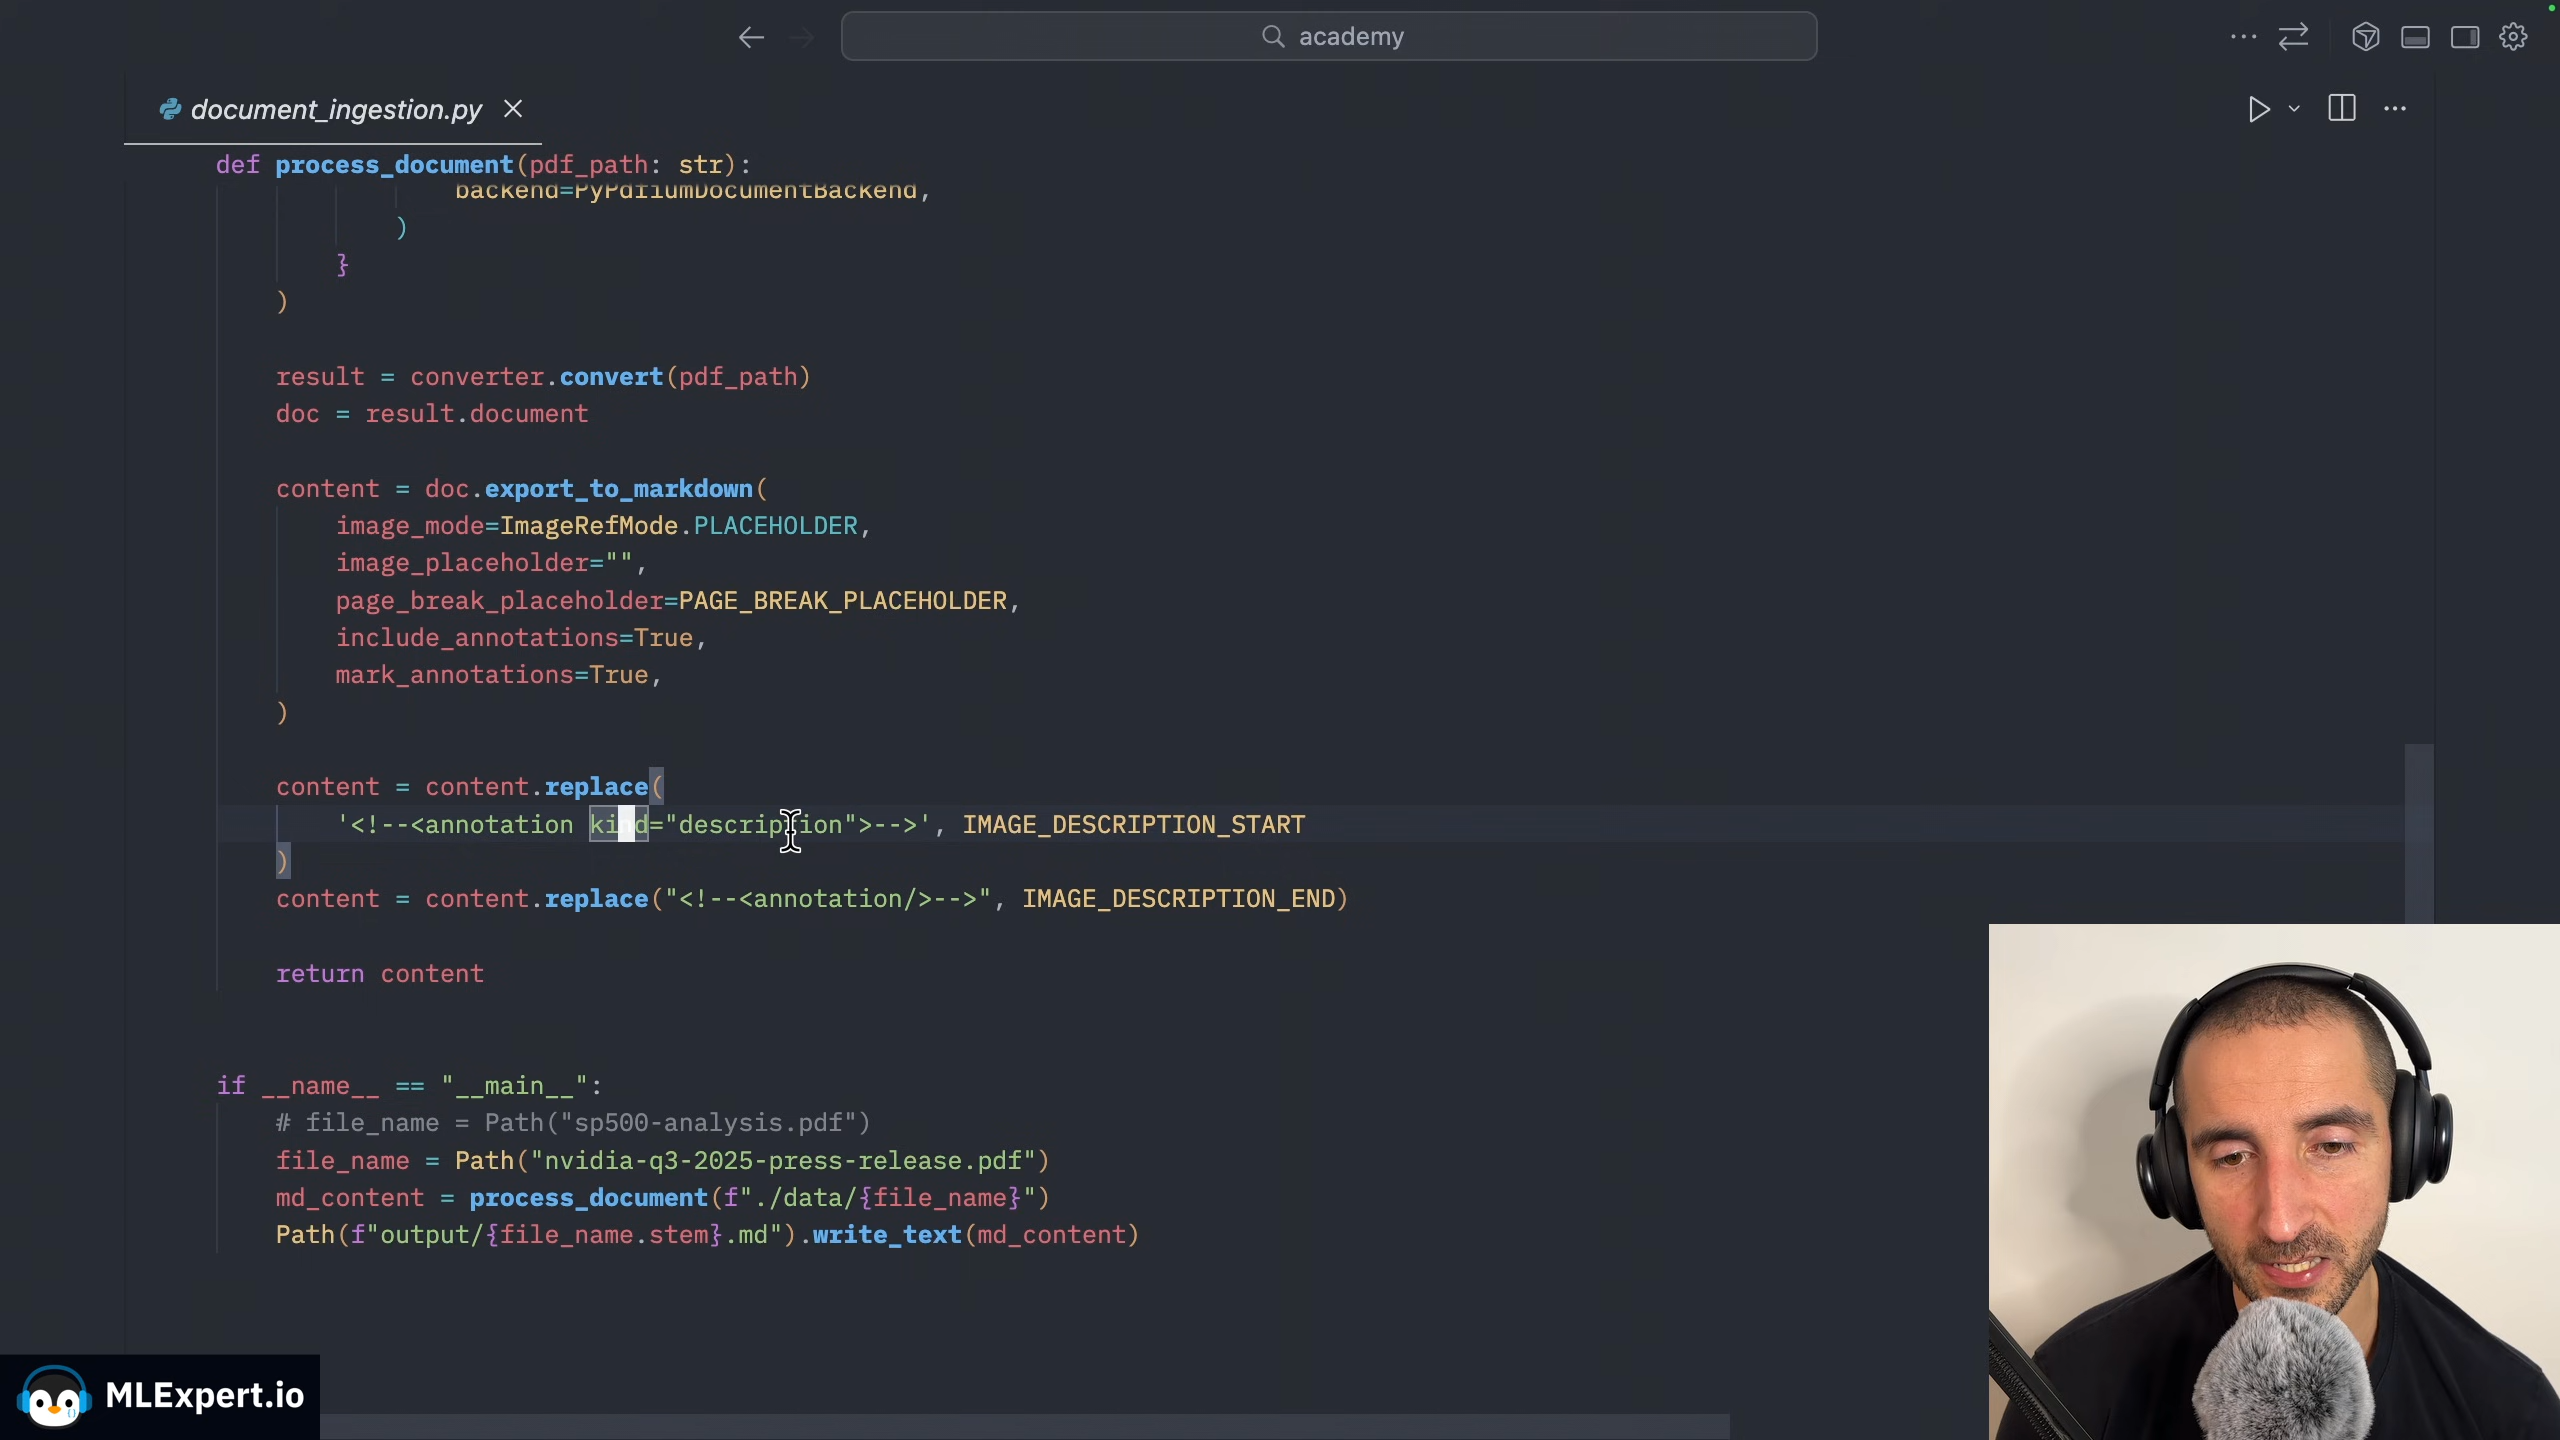 academy
document_ingestion.py
def process_document(pdf_path: str):
backend=PyPdfiumDocumentBackend,
)
}
)
result = converter.convert(pdf_path)
doc = result.document
content = doc.export_to_markdown(
image_mode=ImageRefMode.PLACEHOLDER,
image_placeholder="",
page_break_placeholder=PAGE_BREAK_PLACEHOLDER,
include_annotations=True,
mark_annotations=True,
)
content = content.replace(
'<!--<annotation kind="description">-->', IMAGE_DESCRIPTION_START
)
content = content.replace("<!--<annotation/>-->", IMAGE_DESCRIPTION_END)
return content
if __name__ == "__main__":
# file_name = Path("sp500-analysis.pdf")
file_name = Path("nvidia-q3-2025-press-release.pdf")
md_content = process_document(f"./data/{file_name}")
Path(f"output/{file_name.stem}.md").write_text(md_content)
MLExpert.io